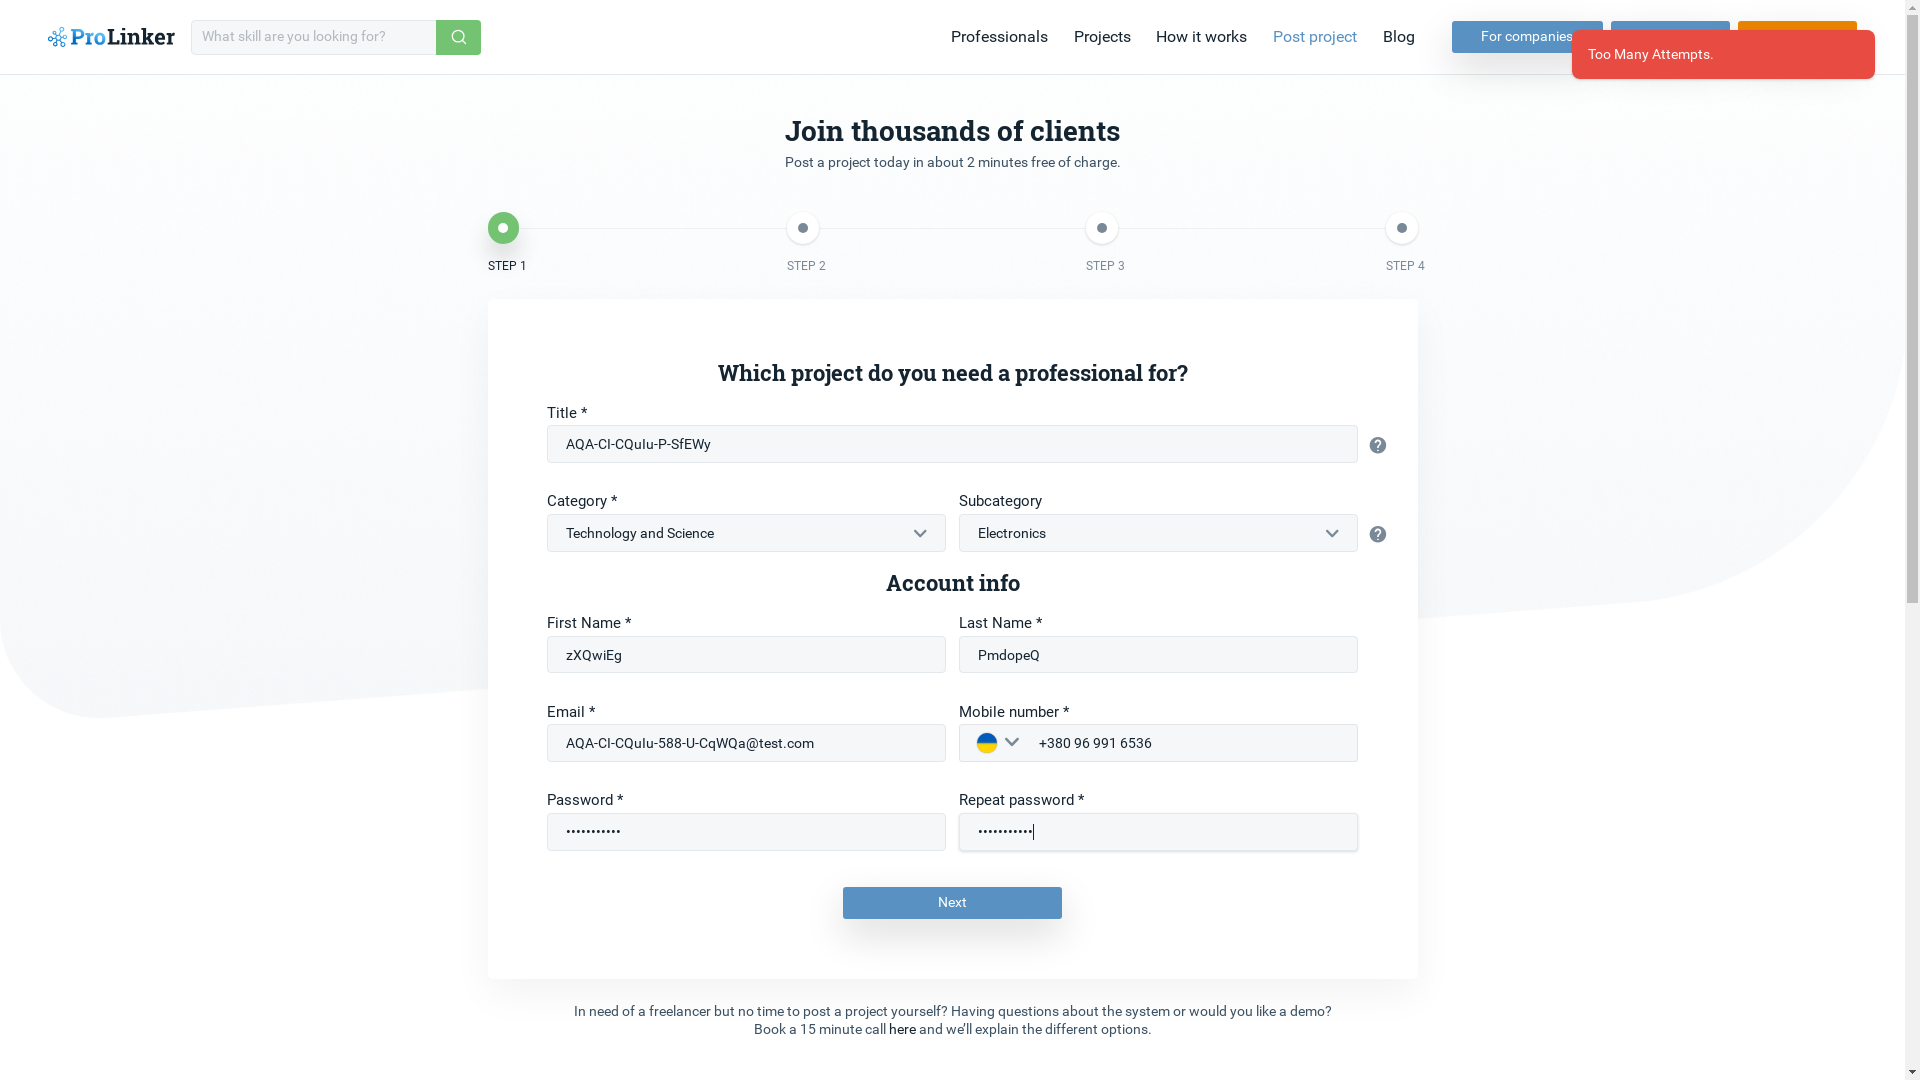 ProLinker
What skill are you looking for?
Professionals
Projects
How it works
Post project
Blog
For companies
Too Many Attempts.
Join thousands of clients
Post a project today in about 2 minutes free of charge.
STEP 1
STEP 2
STEP 3
STEP 4
Which project do you need a professional for?
Title *
AQA-CI-CQuIu-P-SfEWy
Category *
Subcategory
Technology and Science
Electronics
Account info
First Name *
Last Name *
zXQwiEg
PmdopeQ
Email *
Mobile number *
AQA-CI-CQuIu-588-U-CqWQa@test.com
+380 96 991 6536
Password *
Repeat password *
•••••••••••
•••••••••••
Next
In need of a freelancer but no time to post a project yourself? Having questions about the system or would you like a demo?
Book a 15 minute call here and we’ll explain the different options.